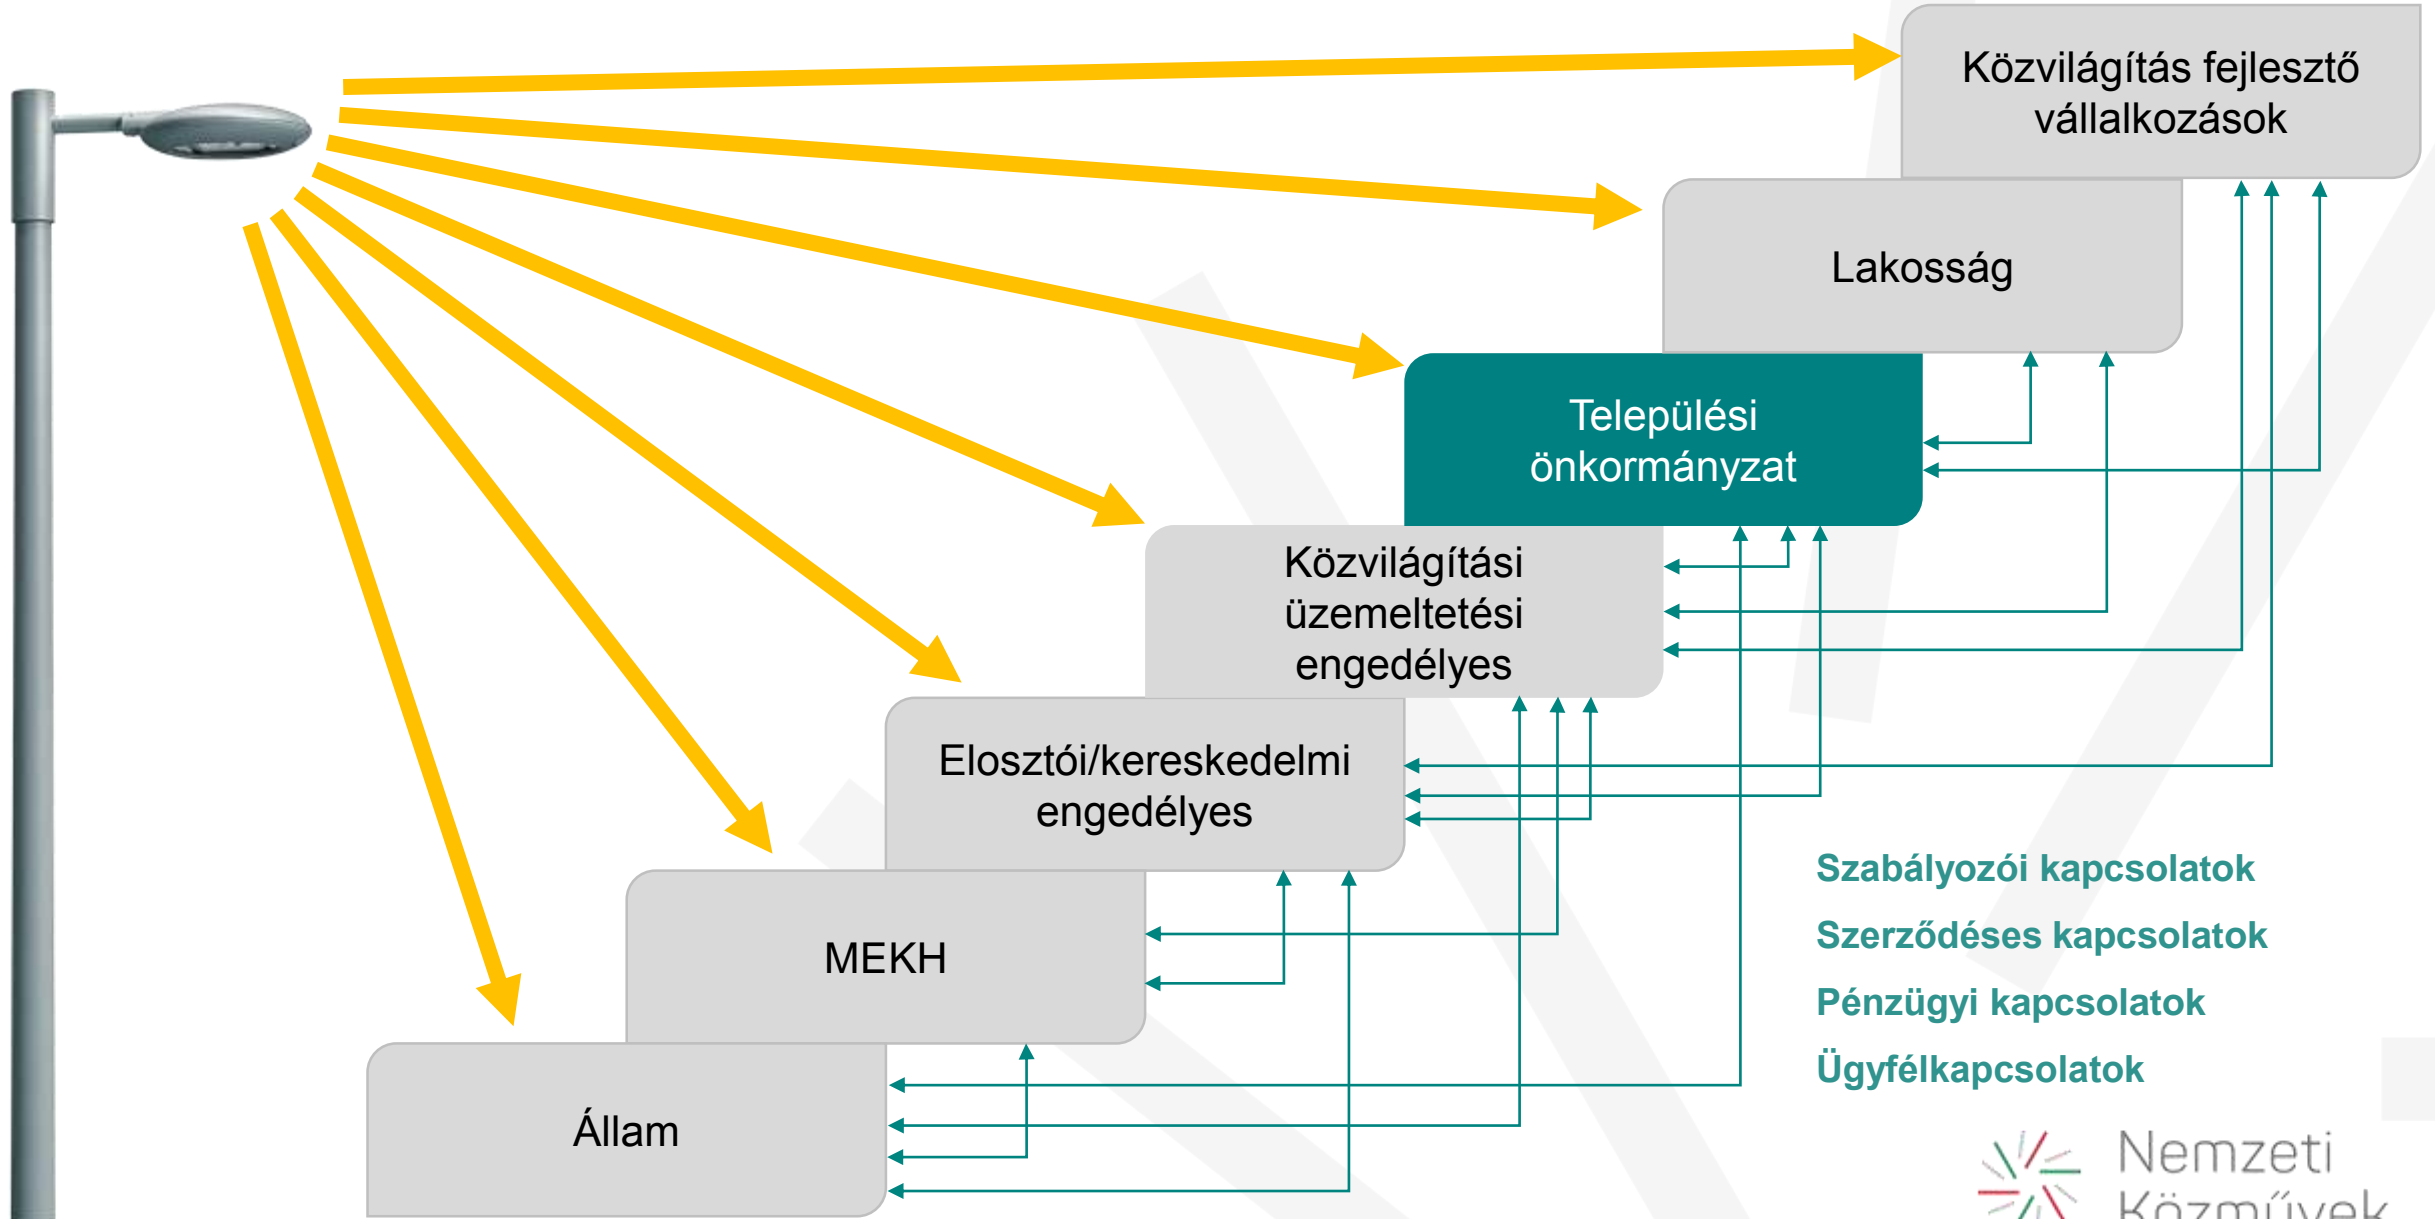 Közvilágítás fejlesztő
vállalkozások
Lakosság
Települési
önkormányzat
Közvilágítási
üzemeltetési
engedélyes
Elosztói/kereskedelmi
engedélyes
MEKH
Állam
Szabályozói kapcsolatok
Szerződéses kapcsolatok
Pénzügyi kapcsolatok
Ügyfélkapcsolatok
Nemzeti
Közművek